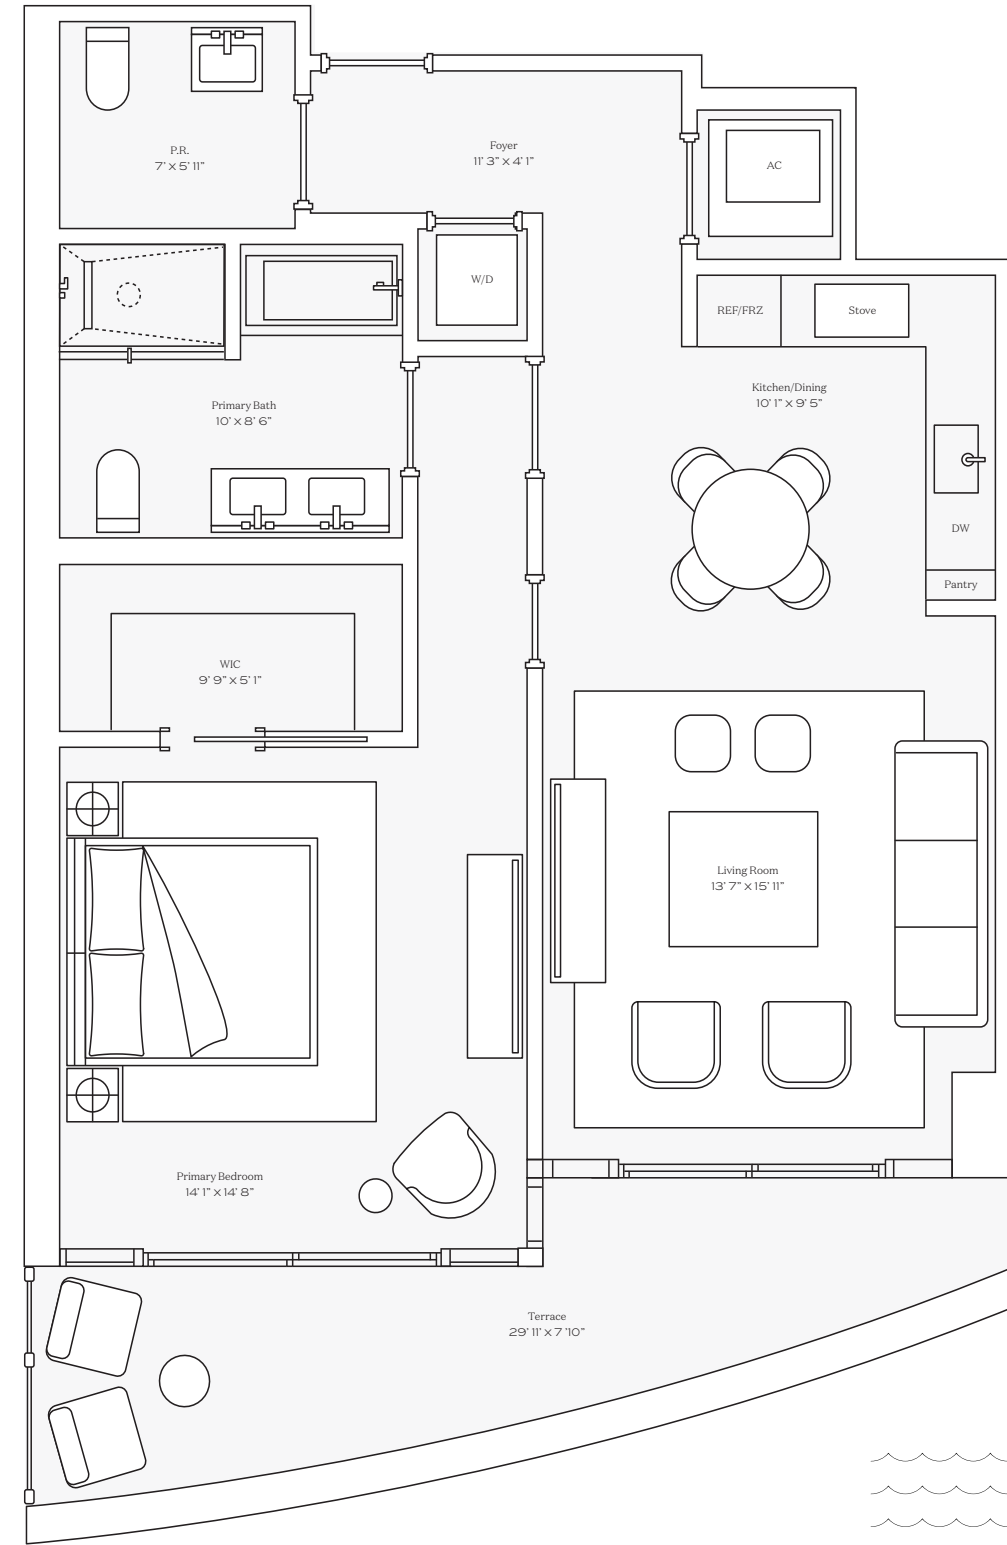 P.R.
7' x 5' 11"
Foyer
11' 3" x 4' 1"
AC
W/D
REF/FRZ
Stove
Kitchen/Dining
10' 1" x 9' 5"
Primary Bath
10' x 8' 6"
DW
Pantry
WIC
9' 9" x 5' 1"
Living Room
13' 7" x 15' 11"
Primary Bedroom
14' 1" x 14' 8"
Terrace
29' 11' x 7 '10"